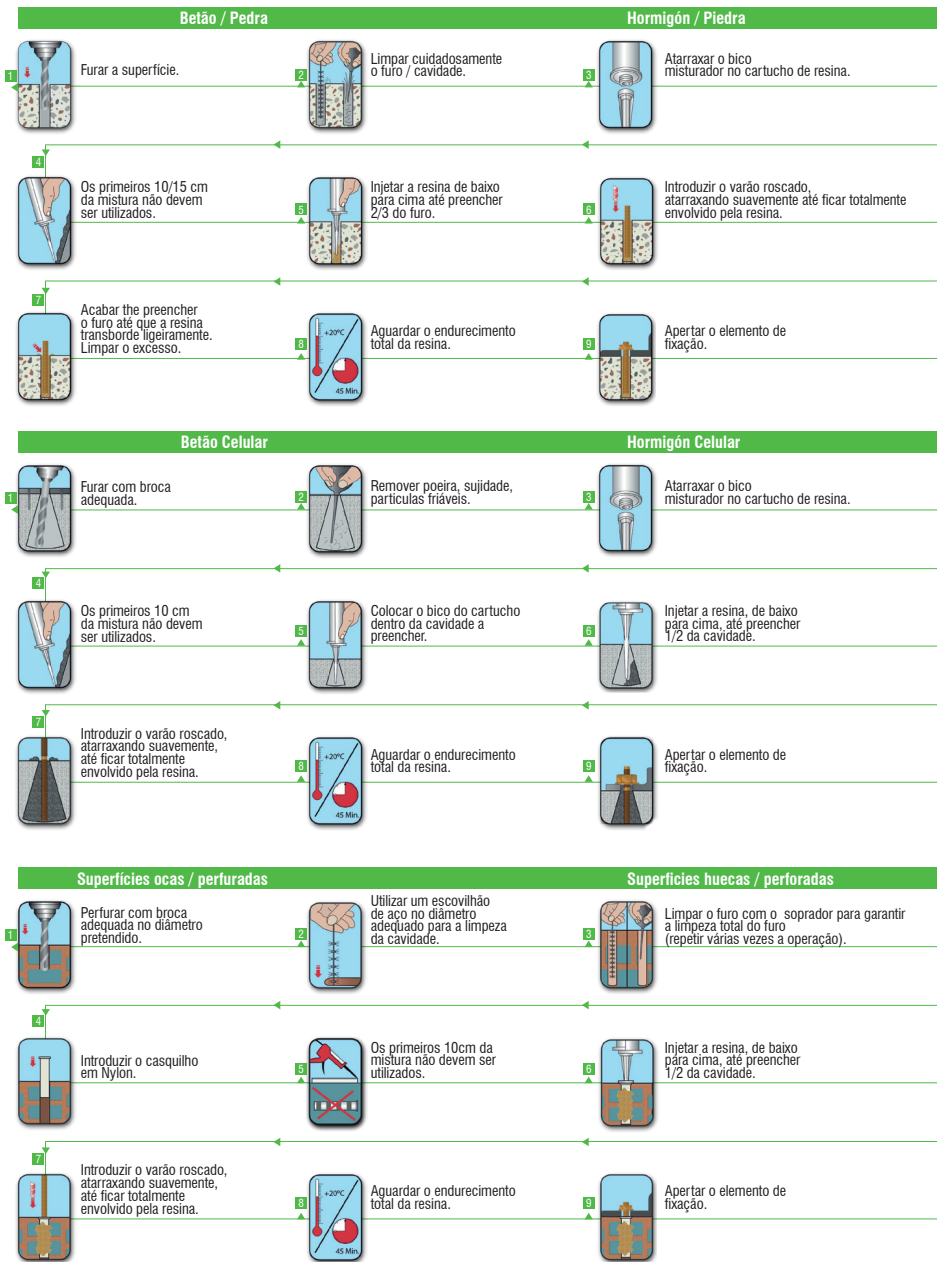 Betão / Pedra
Hormigón / Piedra
1
Furar a superfície.
2
Limpar cuidadosamente
o furo / cavidade.
3
Atarraxar o bico
misturador no cartucho de resina.
4
Os primeiros 10/15 cm
da mistura não devem
ser utilizados.
5
Injetar a resina de baixo
para cima até preencher
2/3 do furo.
6
Introduzir o varão roscado,
atarraxando suavemente até ficar totalmente
envolvido pela resina.
7
Acabar the preencher
o furo até que a resina
transborde ligeiramente.
Limpar o excesso.
8
+20ºC
45 Min.
Aguardar o endurecimento
total da resina.
9
Apertar o elemento de
fixação.
Betão Celular
Hormigón Celular
1
Furar com broca
adequada.
2
Remover poeira, sujidade,
particulas friáveis.
3
Atarraxar o bico
misturador no cartucho de resina.
4
Os primeiros 10 cm
da mistura não devem
ser utilizados.
5
Colocar o bico do cartucho
dentro da cavidade a
preencher.
6
Injetar a resina, de baixo
para cima, até preencher
1/2 da cavidade.
7
Introduzir o varão roscado,
atarraxando suavemente,
até ficar totalmente
envolvido pela resina.
8
+20ºC
45 Min.
Aguardar o endurecimento
total da resina.
9
Apertar o elemento de
fixação.
Superfícies ocas / perfuradas
Superficies huecas / perforadas
1
Perfurar com broca
adequada no diâmetro
pretendido.
2
Utilizar um escovilhão
de aço no diâmetro
adequado para a limpeza
da cavidade.
3
Limpar o furo com o soprador para garantir
a limpeza total do furo
(repetir várias vezes a operação).
4
Introduzir o casquilho
em Nylon.
5
Os primeiros 10cm da
mistura não devem ser
utilizados.
6
Injetar a resina, de baixo
para cima, até preencher
1/2 da cavidade.
7
Introduzir o varão roscado,
atarraxando suavemente,
até ficar totalmente
envolvido pela resina.
8
+20ºC
45 Min.
Aguardar o endurecimento
total da resina.
9
Apertar o elemento de
fixação.